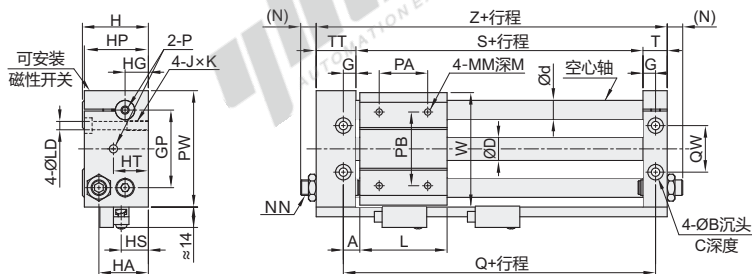 H
HP
HG
2-P
4-J×K
可安装
磁性开关
4-ØLD
HT
GP
PW
HS
HA
≈14
(N)
Z+行程
(N)
TT
S+行程
T
G
PA
4-MM深M
Ød
空心轴
G
PB
W
ØD
QW
NN
A
L
Q+行程
4-ØB沉头
C深度
AUTOMATION E